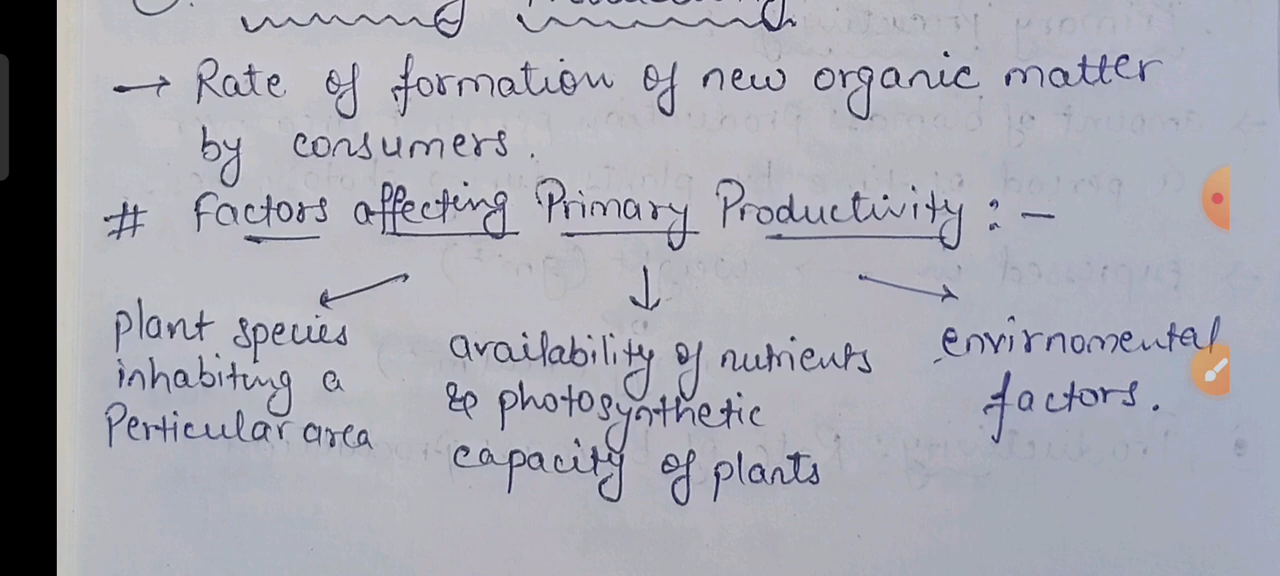 → Rate of formation of new organic matter
by consumers.
# Factors affecting Primary Productivity : -
plant species
inhabiting a
Perticular area
availability of nutrients
& photosynthetic
capacity of plants
envirnomental
factors.